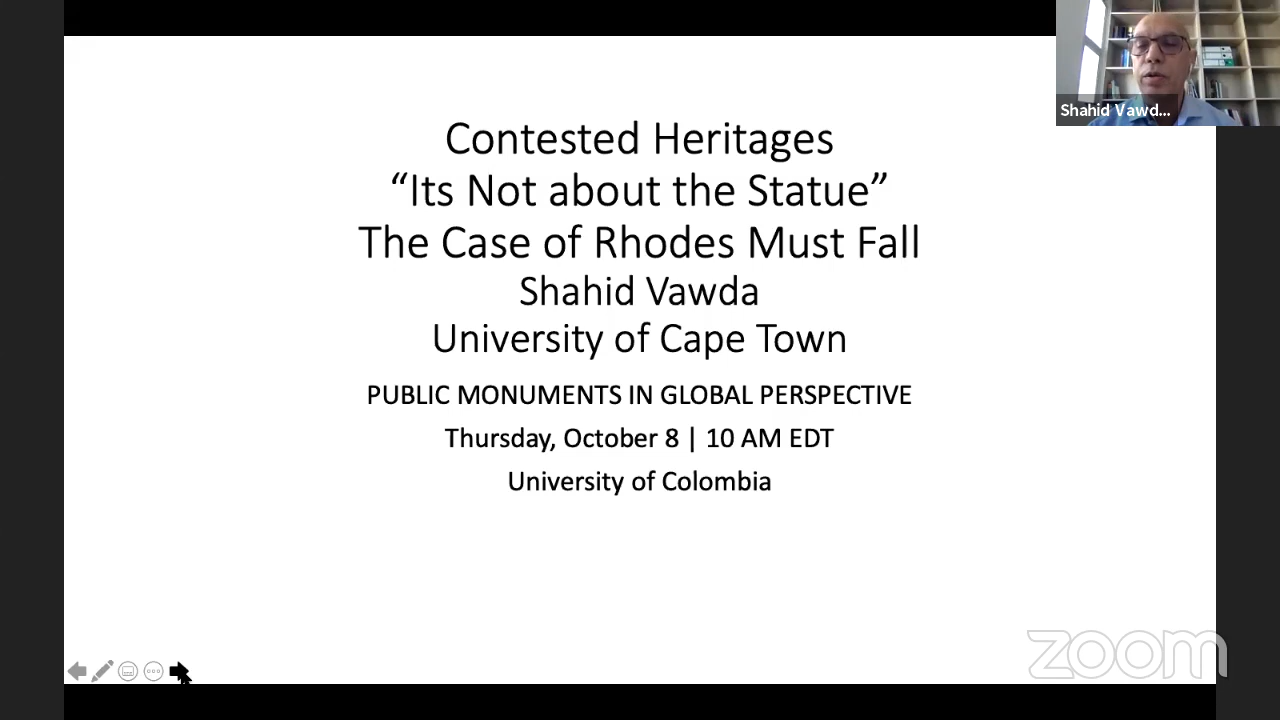 Contested Heritages
“Its Not about the Statue”
The Case of Rhodes Must Fall
Shahid Vawda
University of Cape Town
PUBLIC MONUMENTS IN GLOBAL PERSPECTIVE
Thursday, October 8 | 10 AM EDT
University of Colombia
Shahid Vawd...
zoom